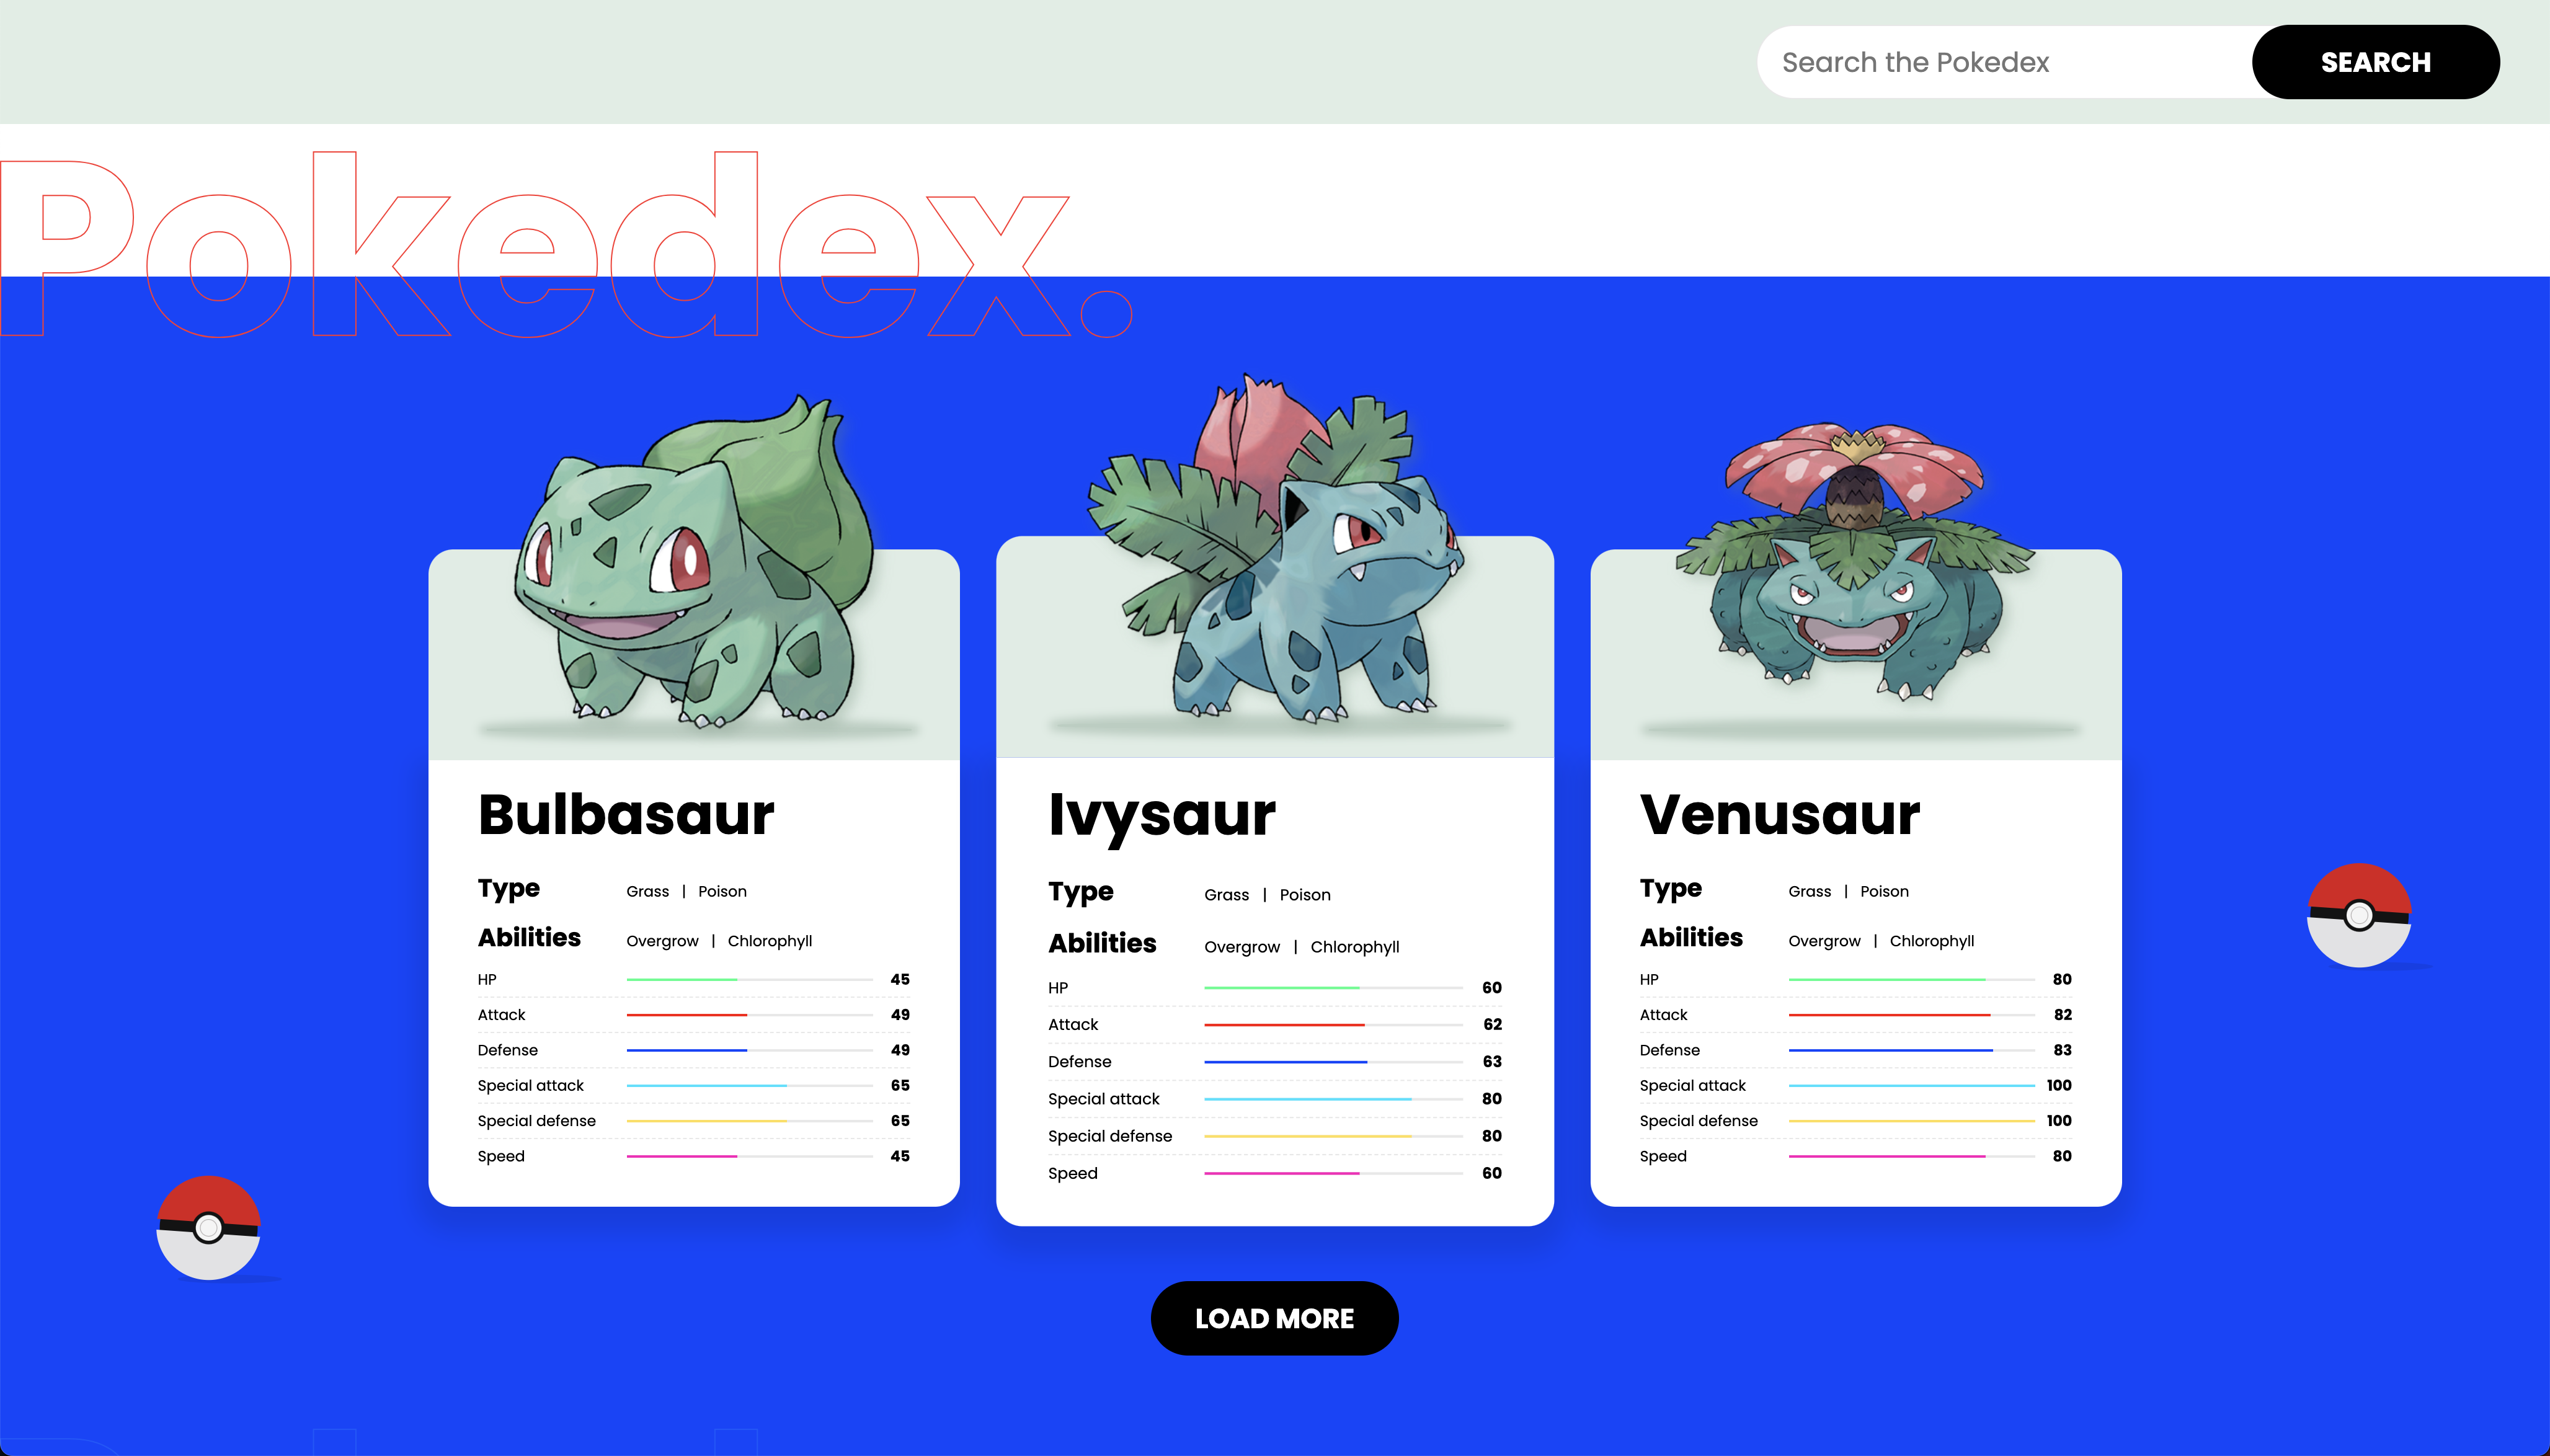 Search the Pokedex SEARCH
Pokedex.
Bulbasaur
Type Grass | Poison
Abilities Overgrow | Chlorophyll
HP 45
Attack 49
Defense 49
Special attack 65
Special defense 65
Speed 45
Ivysaur
Type Grass | Poison
Abilities Overgrow | Chlorophyll
HP 60
Attack 62
Defense 63
Special attack 80
Special defense 80
Speed 60
Venusaur
Type Grass | Poison
Abilities Overgrow | Chlorophyll
HP 80
Attack 82
Defense 83
Special attack 100
Special defense 100
Speed 80
LOAD MORE